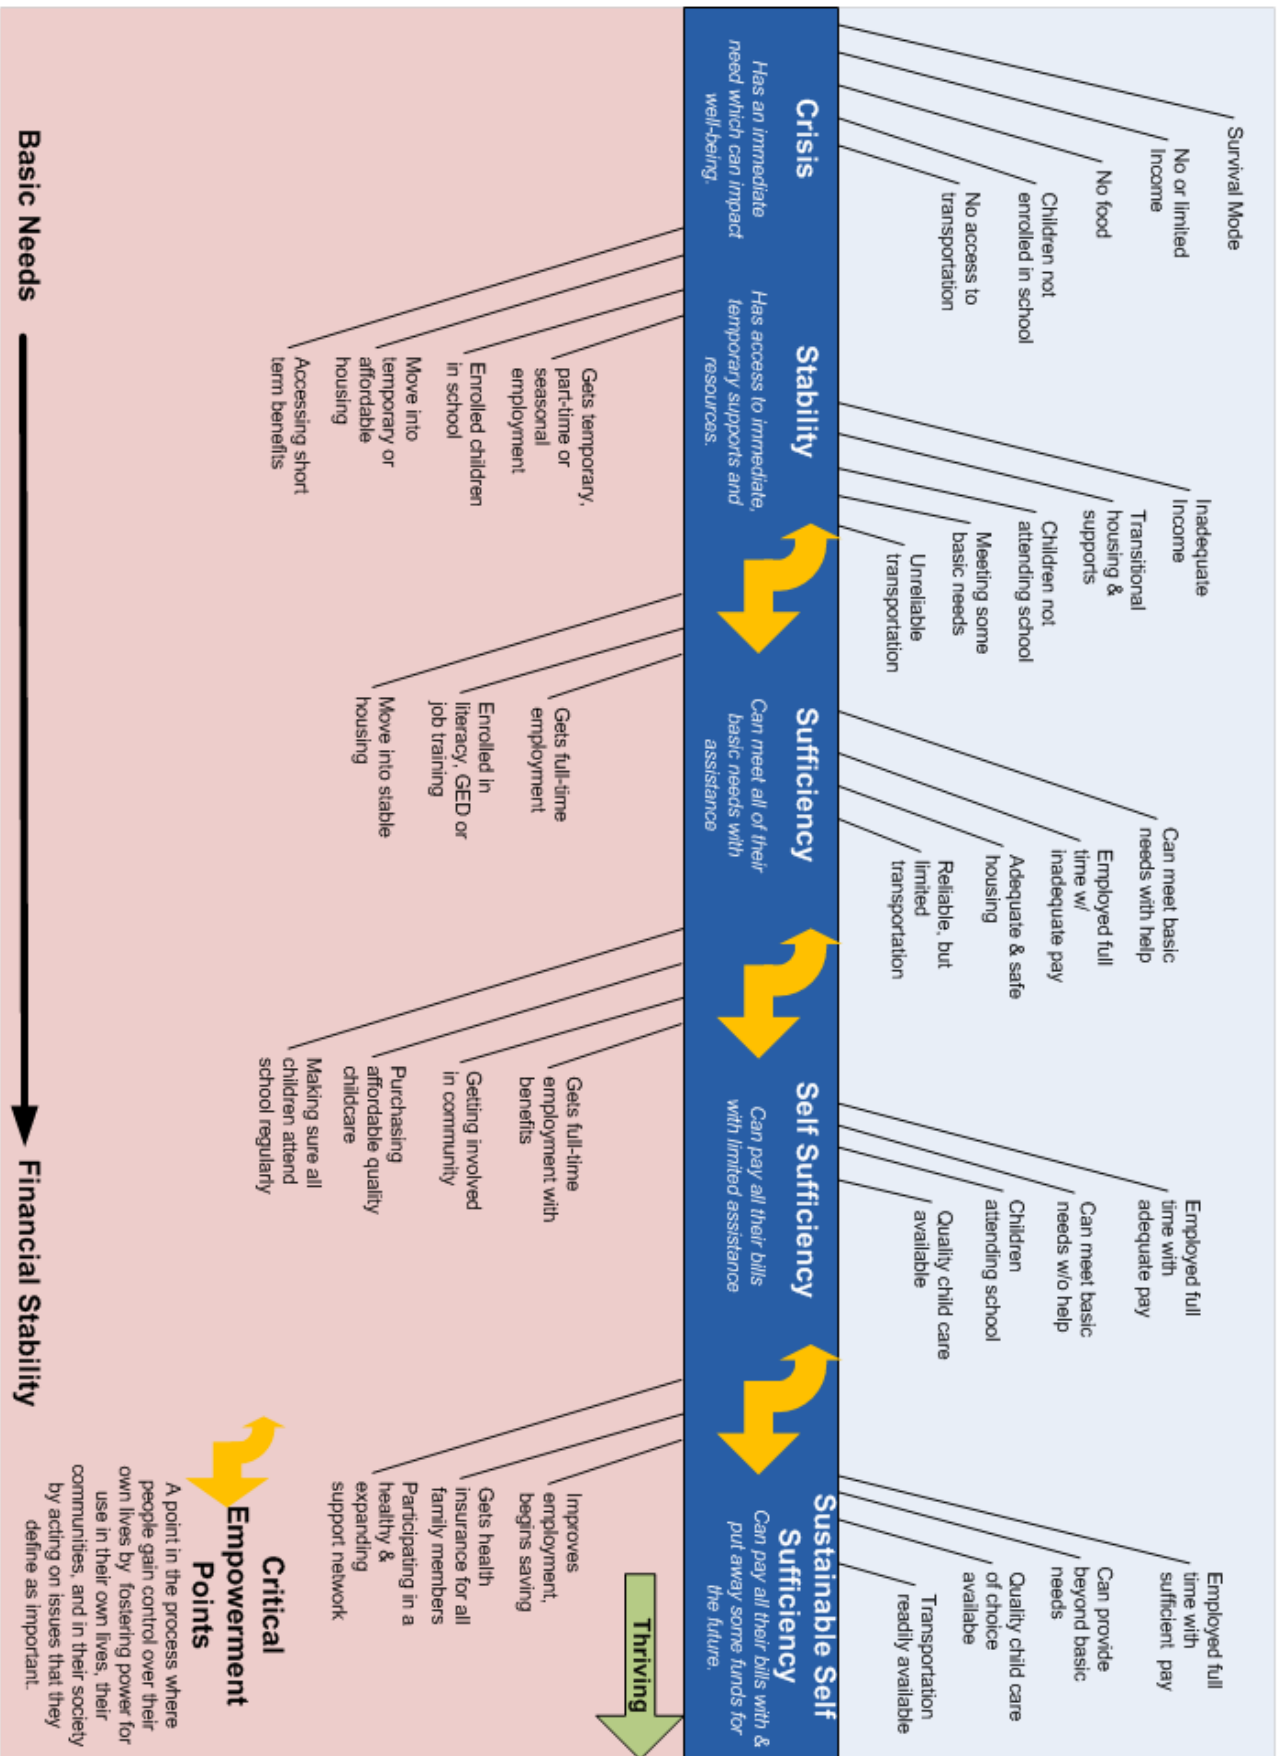 Survival Mode
No or limited
Income
No food
Children not
enrolled in school
No access to
transportation
Inadequate
Income
Transitional
housing &
supports
Children not
attending school
Meeting some
basic needs
Unreliable
transportation
Can meet basic
needs with help
Employed full
time w/
inadequate pay
Adequate & safe
housing
Reliable, but
limited
transportation
Employed full
time with
adequate pay
Can meet basic
needs w/o help
Children
attending school
Quality child care
available
Employed full
time with
sufficient pay
Can provide
beyond basic
needs
Quality child care
of choice
availabe
Transportation
readily available
Crisis
Has an immediate
need which can impact
well-being.
Stability
Has access to immediate,
temporary supports and
resources.
Sufficiency
Can meet all of their
basic needs with
assistance
Self Sufficiency
Can pay all their bills
with limited assistance
Sustainable Self
Sufficiency
Can pay all their bills with &
put away some funds for
the future.
Thriving
Gets temporary,
part-time or
seasonal
employment
Enrolled children
in school
Move into
temporary or
affordable
housing
Accessing short
term benefits
Gets full-time
employment
Enrolled in
literacy, GED or
job training
Move into stable
housing
Gets full-time
employment with
benefits
Getting involved
in community
Purchasing
affordable quality
childcare
Making sure all
children attend
school regularly
Improves
employment,
begins saving
Gets health
insurance for all
family members
Participating in a
healthy &
expanding
support network
Critical
Empowerment
Points
A point in the process where
people gain control over their
own lives by fostering power for
use in their own lives, their
communities, and in their society
by acting on issues that they
define as important.
Basic Needs
Financial Stability